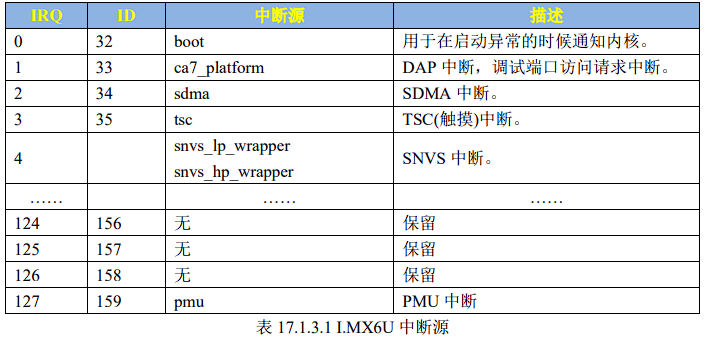 IRQ ID 中断源 描述
0 32 boot 用于在启动异常的时候通知内核。
1 33 ca7_platform DAP 中断，调试端口访问请求中断。
2 34 sdma SDMA 中断。
3 35 tsc TSC(触摸)中断。
4 snvs_lp_wrapper
snvs_hp_wrapper SNVS 中断。
…… …… ……
124 156 无 保留
125 157 无 保留
126 158 无 保留
127 159 pmu PMU 中断
表 17.1.3.1 I.MX6U 中断源